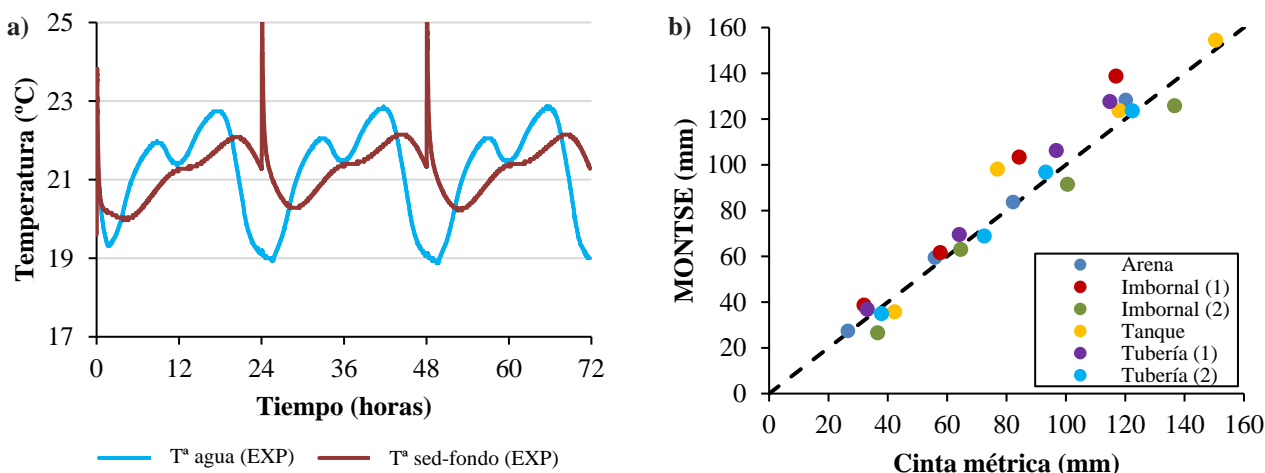 a)
25
23
21
19
17
Temperatura (ºC)
0 12 24 36 48 60 72
Tiempo (horas)
Tª agua (EXP) Tª sed-fondo (EXP)
b)
160
140
120
100
80
60
40
20
0
MONTSE (mm)
Arena
Imbornal (1)
Imbornal (2)
Tanque
Tubería (1)
Tubería (2)
0 20 40 60 80 100 120 140 160
Cinta métrica (mm)